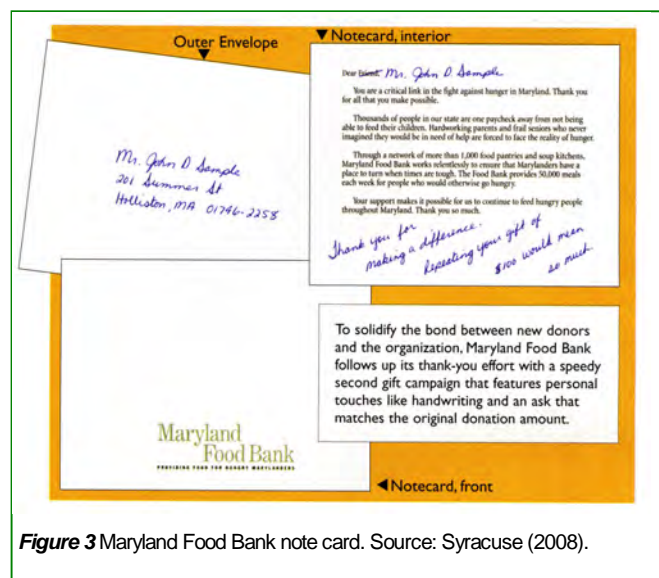 Outer Envelope
▼Notecard, interior
Mr. John D Sample
201 Summer St
Holliston, MA 01746-2258
Dear Friend: Mr. John D. Sample
You are a critical link in the fight against hunger in Maryland. Thank you
for all that you make possible.
Thousands of people in our state are one paycheck away from not being
able to feed their children. Hardworking parents and frail seniors who never
imagined they would be in need of help are forced to face the reality of hunger.
Through a network of more than 1,000 food pantries and soup kitchens,
Maryland Food Bank works relentlessly to ensure that Marylanders have a
place to turn when times are tough. The Food Bank provides 50,000 meals
each week for people who would otherwise go hungry.
Your support makes it possible for us to continue to feed hungry people
throughout Maryland. Thank you so much.
Thank you for
making a difference.
Repeating your gift of
$100 would mean
so much.
Maryland
Food Bank
PROVIDING FOOD FOR HUNGRY MARYLANDERS
◀Notecard, front
To solidify the bond between new donors
and the organization, Maryland Food Bank
follows up its thank-you effort with a speedy
second gift campaign that features personal
touches like handwriting and an ask that
matches the original donation amount.
Figure 3 Maryland Food Bank note card. Source: Syracuse (2008).